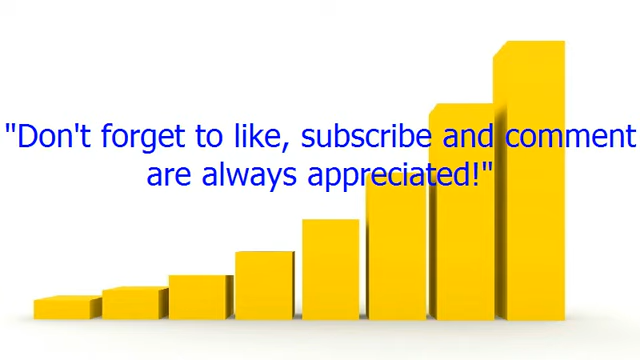 "Don't forget to like, subscribe and comment
are always appreciated!"